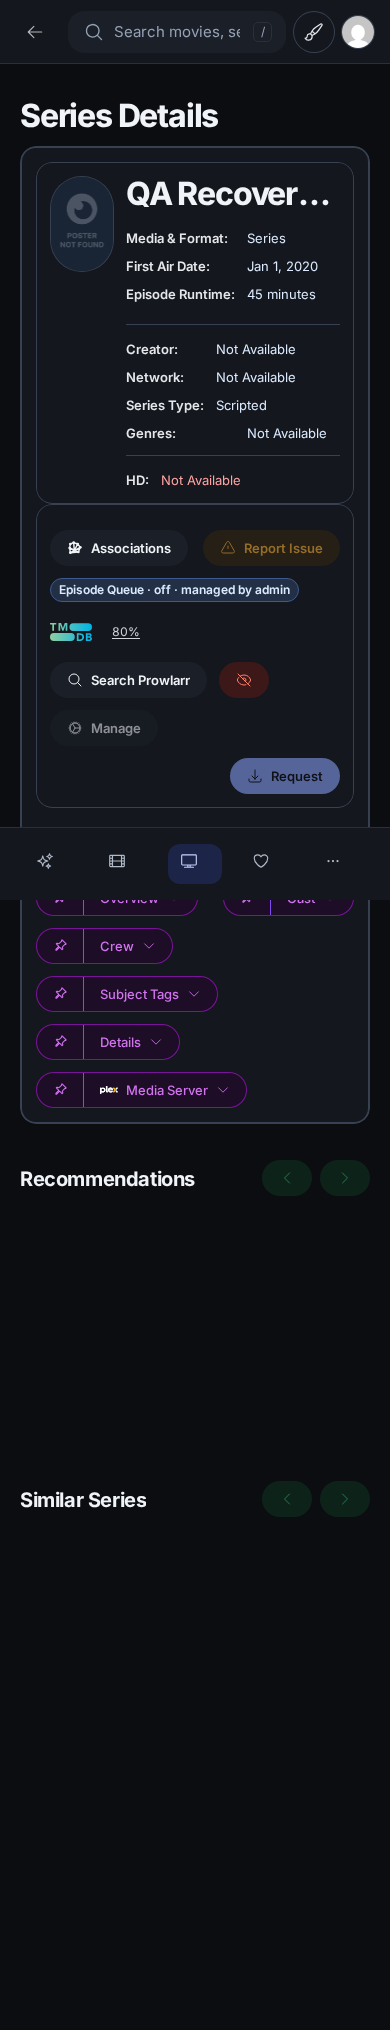 Search movies, se
/
Series Details
POSTER
NOT FOUND
QA Recover…
Media & Format: Series
First Air Date: Jan 1, 2020
Episode Runtime: 45 minutes
Creator: Not Available
Network: Not Available
Series Type: Scripted
Genres: Not Available
HD: Not Available
Associations
Report Issue
Episode Queue · off · managed by admin
TMDB
80%
Search Prowlarr
Manage
Request
Overview
Cast
Crew
Subject Tags
Details
plex Media Server
Recommendations
Similar Series